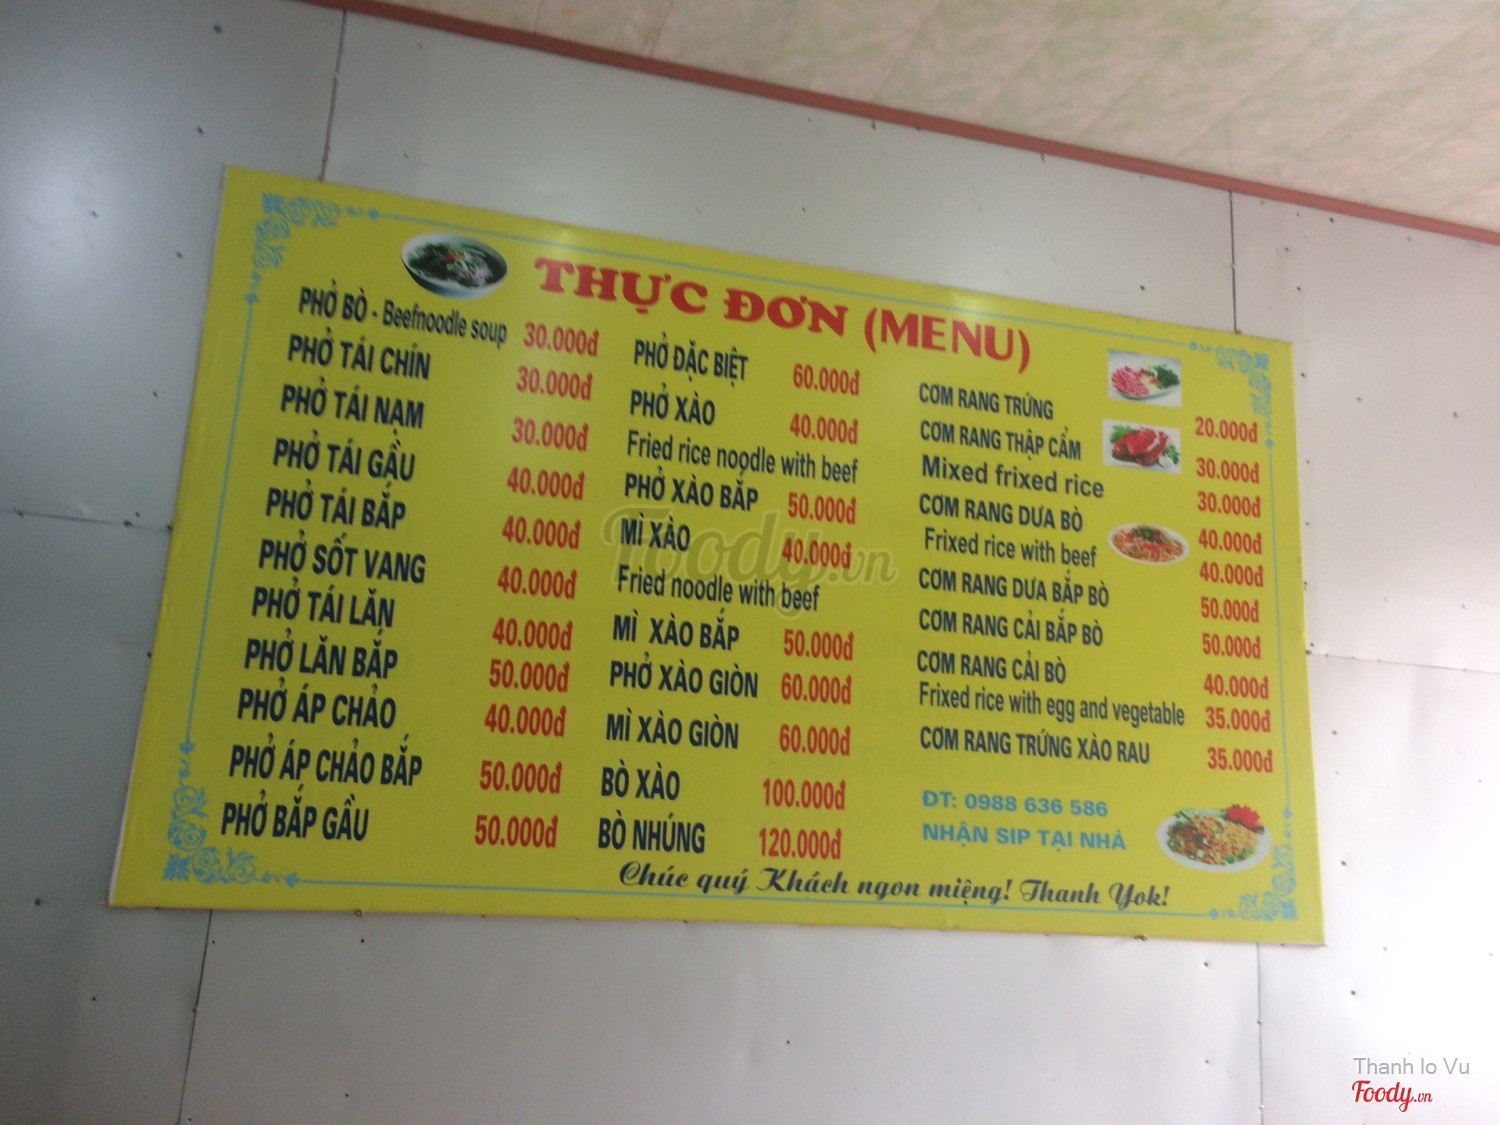 THỰC ĐƠN (MENU)
PHỞ BÒ - Beefnoodle soup 30.000đ
PHỞ TÁI CHÍN 30.000đ
PHỞ TÁI NẠM 30.000đ
PHỞ TÁI GẦU 40.000đ
PHỞ TÁI BẮP 40.000đ
PHỞ SỐT VANG 40.000đ
PHỞ TÁI LĂN 40.000đ
PHỞ LĂN BẮP 50.000đ
PHỞ ÁP CHẢO 40.000đ
PHỞ ÁP CHẢO BẮP 50.000đ
PHỞ BẮP GẦU 50.000đ
PHỞ ĐẶC BIỆT 60.000đ
PHỞ XÀO 40.000đ
Fried rice noodle with beef
PHỞ XÀO BẮP 50.000đ
MÌ XÀO 40.000đ
Fried noodle with beef
MÌ XÀO BẮP 50.000đ
PHỞ XÀO GIÒN 60.000đ
MÌ XÀO GIÒN 60.000đ
BÒ XÀO 100.000đ
BÒ NHÚNG 120.000đ
CƠM RANG TRỨNG 20.000đ
CƠM RANG THẬP CẨM 30.000đ
Mixed frixed rice 30.000đ
CƠM RANG DƯA BÒ 40.000đ
Frixed rice with beef 40.000đ
CƠM RANG DƯA BẮP BÒ 50.000đ
CƠM RANG CẢI BẮP BÒ 50.000đ
CƠM RANG CẢI BÒ 40.000đ
Frixed rice with egg and vegetable 35.000đ
CƠM RANG TRỨNG XÀO RAU 35.000đ
ĐT: 0988 636 586
NHẬN SIP TẠI NHÀ
Chúc quý Khách ngon miệng! Thanh Yok!
Foody.vn
Thanh Io Vu
Foody.vn